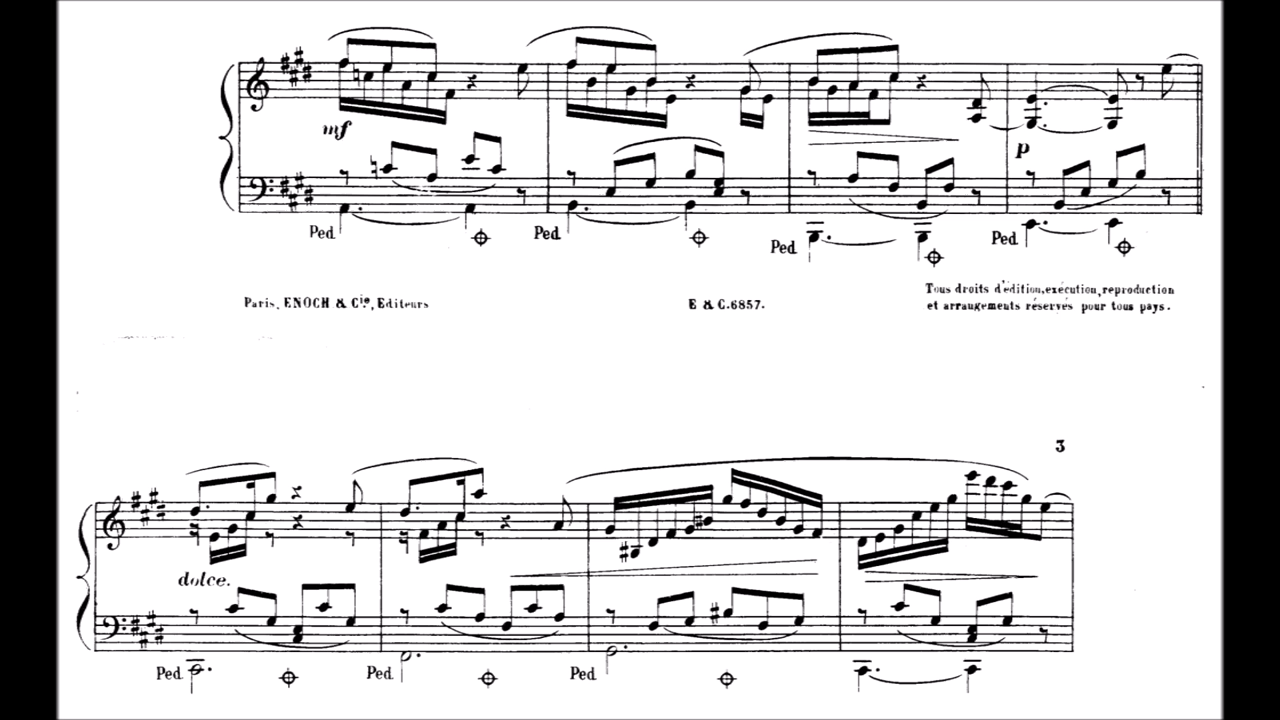 mf
p
Ped
Ped
Ped
Ped
Paris, ENOCH & Cie., Editeurs
E & C. 6857.
Tous droits d'édition, exécution, reproduction
et arrangements réservés pour tous pays.
3
dolce.
Ped
Ped
Ped